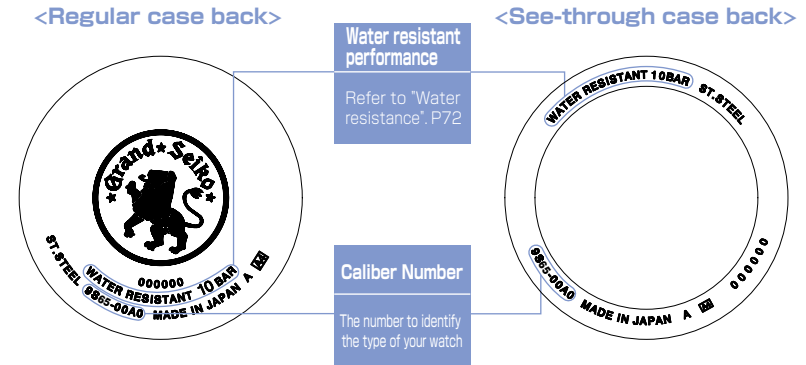 <Regular case back>
<See-through case back>
Water resistant
performance
Refer to "Water
resistance". P72
Caliber Number
The number to identify
the type of your watch
Grand Seiko
000000
ST.STEEL WATER RESISTANT 10 BAR A
9S65-00A0 MADE IN JAPAN
WATER RESISTANT 10BAR ST.STEEL
9S65-00A0 MADE IN JAPAN A 000000